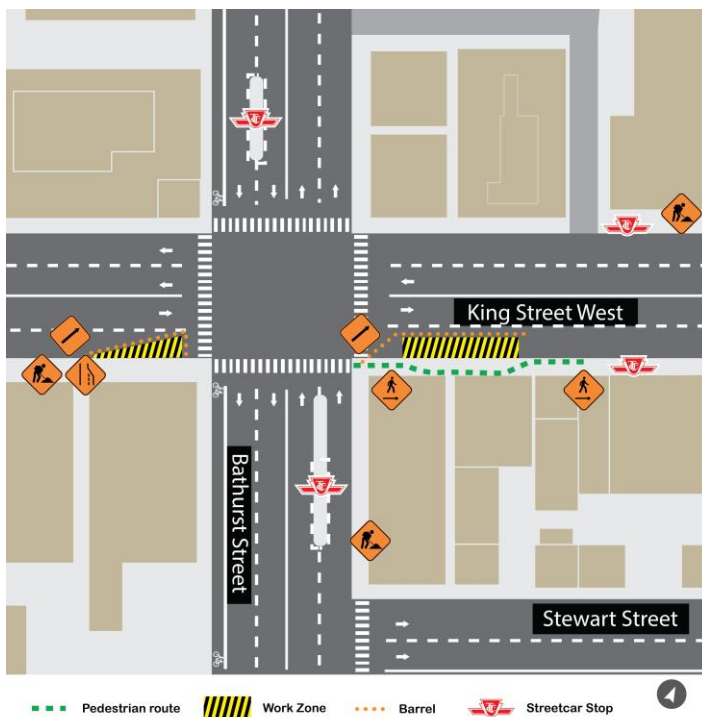 King Street West
Bathurst Street
Stewart Street
Pedestrian route
Work Zone
Barrel
Streetcar Stop